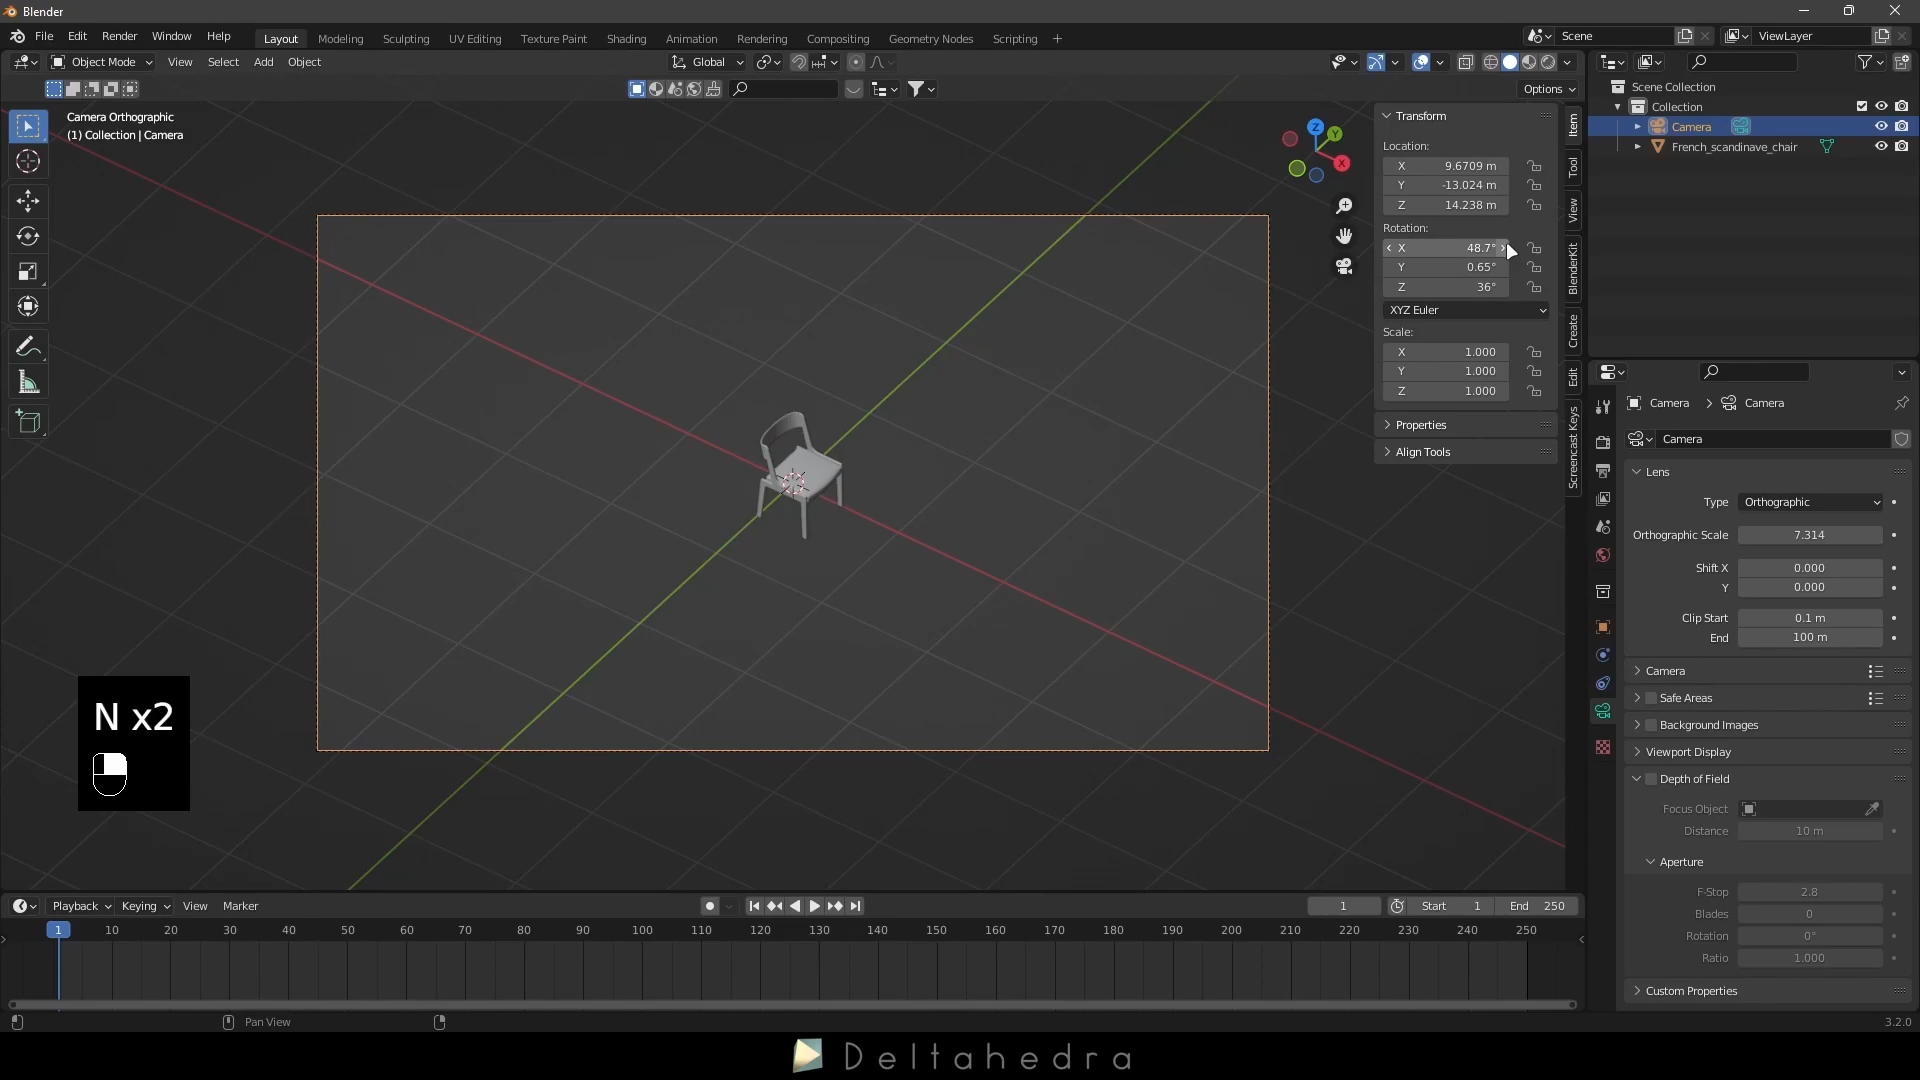 Blender
File Edit Render Window Help
Layout Modeling Sculpting UV Editing Texture Paint Shading Animation Rendering Compositing Geometry Nodes Scripting +
Scene
ViewLayer
Object Mode View Select Add Object
Global
Options
Camera Orthographic
(1) Collection | Camera
Z
Y
X
Transform
Location:
X 9.6709 m
Y -13.024 m
Z 14.238 m
Rotation:
X 48.7°
Y 0.65°
Z 36°
XYZ Euler
Scale:
X 1.000
Y 1.000
Z 1.000
Properties
Align Tools
Item
Tool
View
BlenderKit
Create
Edit
Screencast Keys
Scene Collection
Collection
Camera
French_scandinave_chair
Camera > Camera
Camera
Lens
Type Orthographic
Orthographic Scale 7.314
Shift X 0.000
Y 0.000
Clip Start 0.1 m
End 100 m
Camera
Safe Areas
Background Images
Viewport Display
Depth of Field
Focus Object
Distance 10 m
Aperture
F-Stop 2.8
Blades 0
Rotation 0°
Ratio 1.000
Custom Properties
N x2
Playback Keying View Marker
1
Start 1
End 250
1 10 20 30 40 50 60 70 80 90 100 110 120 130 140 150 160 170 180 190 200 210 220 230 240 250
Pan View
3.2.0
Deltahedra